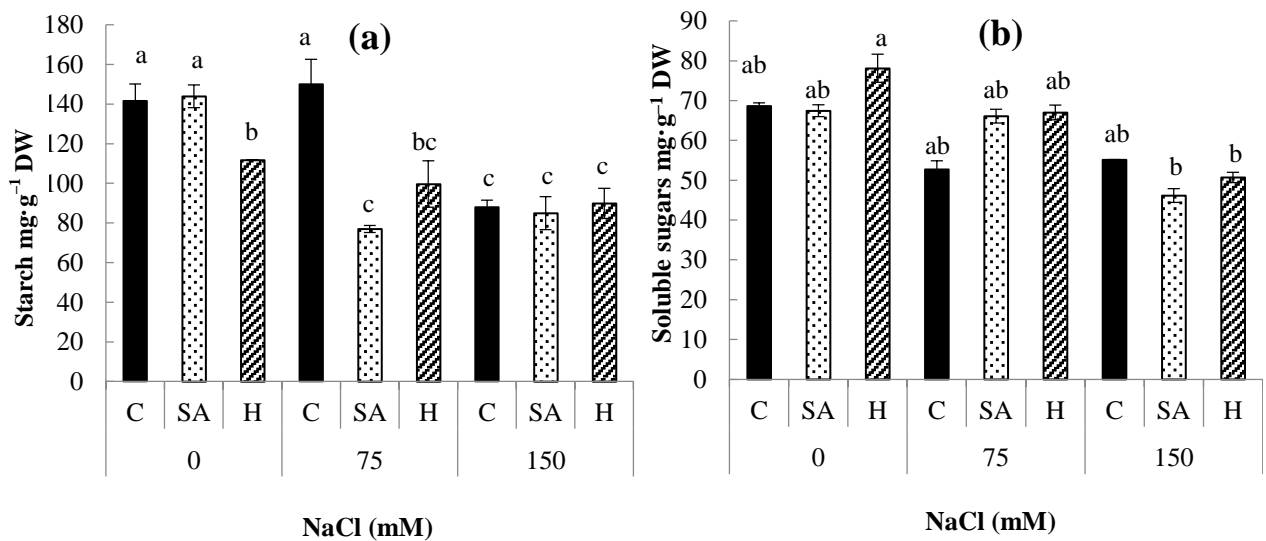 (a)
Starch mg·g⁻¹ DW
180
160
140
120
100
80
60
40
20
0
a
a
b
a
c
bc
c
c
c
C SA H C SA H C SA H
0 75 150
NaCl (mM)
(b)
Soluble sugars mg·g⁻¹ DW
90
80
70
60
50
40
30
20
10
0
ab
ab
a
ab
ab
ab
ab
b
b
C SA H C SA H C SA H
0 75 150
NaCl (mM)